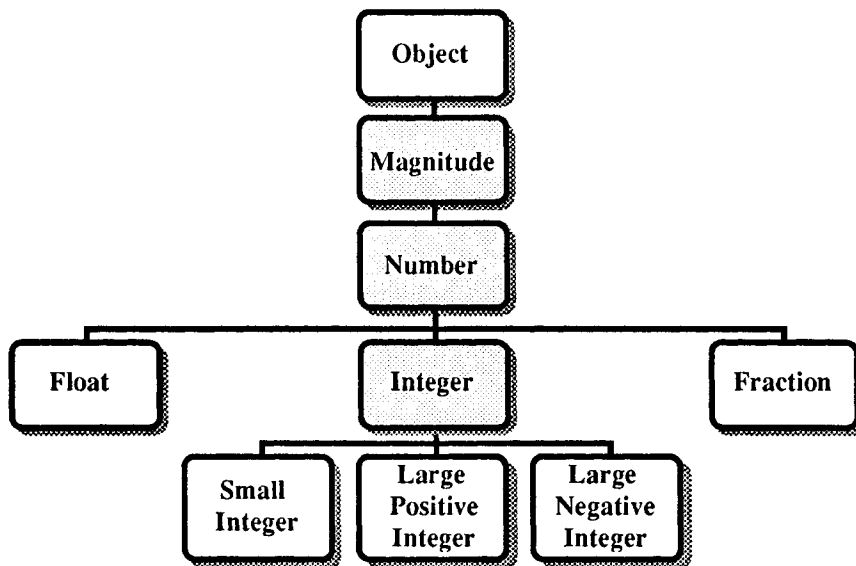 Object
Magnitude
Number
Float
Integer
Fraction
Small
Integer
Large
Positive
Integer
Large
Negative
Integer